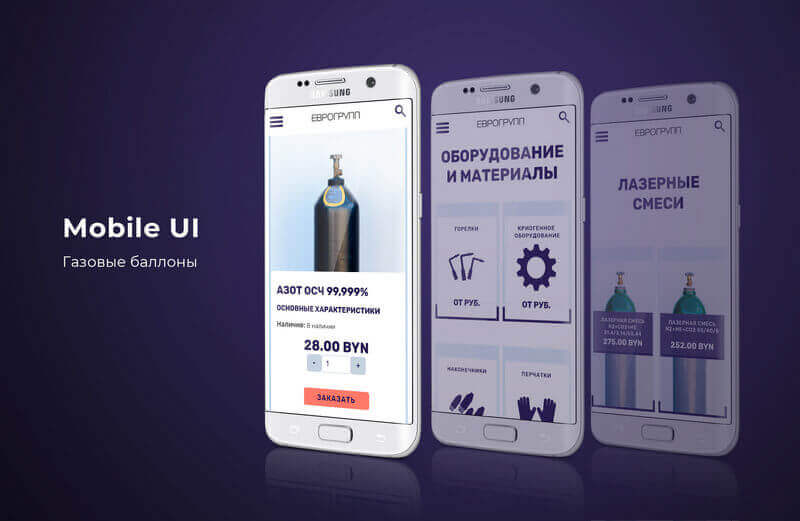 Mobile UI
Газовые баллоны
SAMSUNG
ЕВРОГРУПП
АЗОТ ОСЧ 99,999%
ОСНОВНЫЕ ХАРАКТЕРИСТИКИ
Наличие: В наличии
28.00 BYN
- 1 +
ЗАКАЗАТЬ
SAMSUNG
ЕВРОГРУПП
ОБОРУДОВАНИЕ
И МАТЕРИАЛЫ
ГОРЕЛКИ
ОТ РУБ.
КРИОГЕННОЕ
ОБОРУДОВАНИЕ
ОТ РУБ.
НАКОНЕЧНИКИ
ПЕРЧАТКИ
SAMSUNG
ЕВРОГРУПП
ЛАЗЕРНЫЕ
СМЕСИ
ЛАЗЕРНАЯ СМЕСЬ
275.00 BYN
ЛАЗЕРНАЯ СМЕСЬ
252.00 BYN